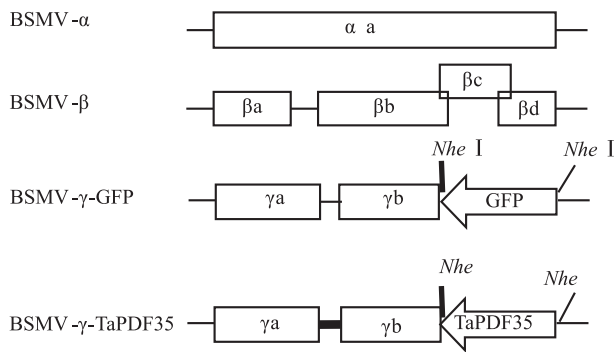 BSMV-α
α a
BSMV-β
βa
βb
βc
βd
Nhe I
Nhe I
BSMV-γ-GFP
γa
γb
GFP
Nhe
Nhe
BSMV-γ-TaPDF35
γa
γb
TaPDF35